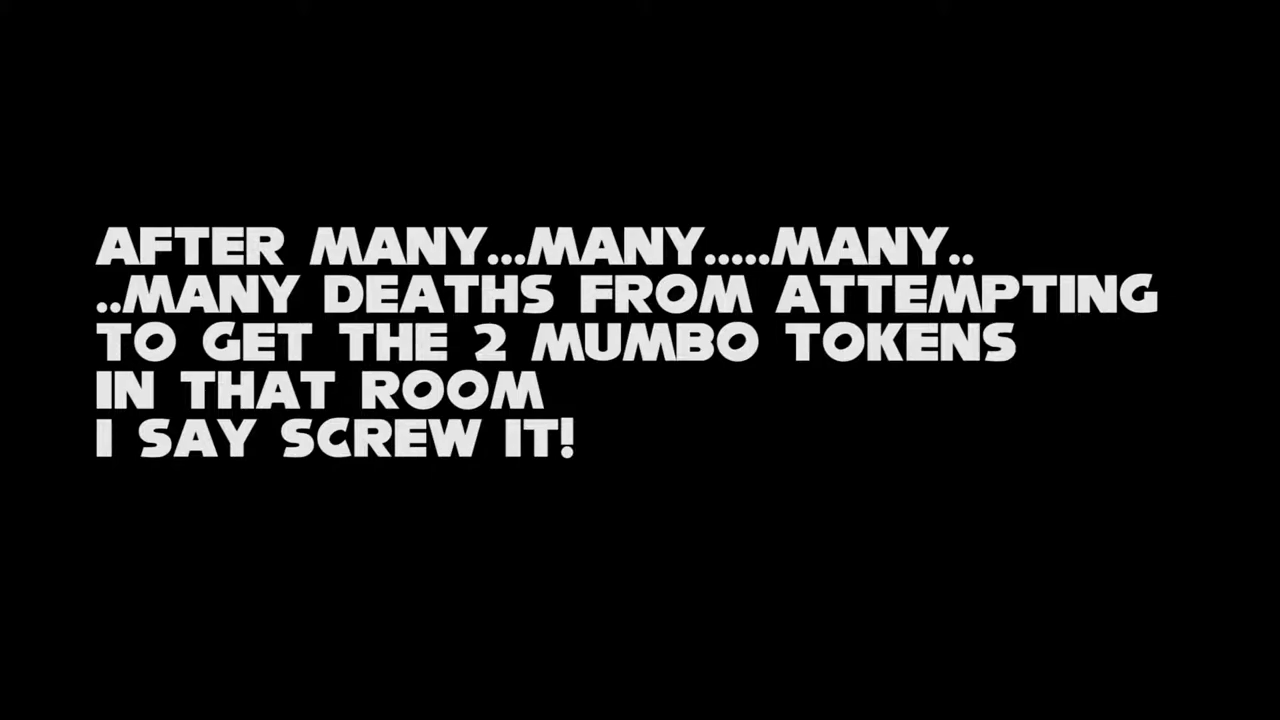 AFTER MANY...MANY.....MANY..
..MANY DEATHS FROM ATTEMPTING
TO GET THE 2 MUMBO TOKENS
IN THAT ROOM
I SAY SCREW IT!